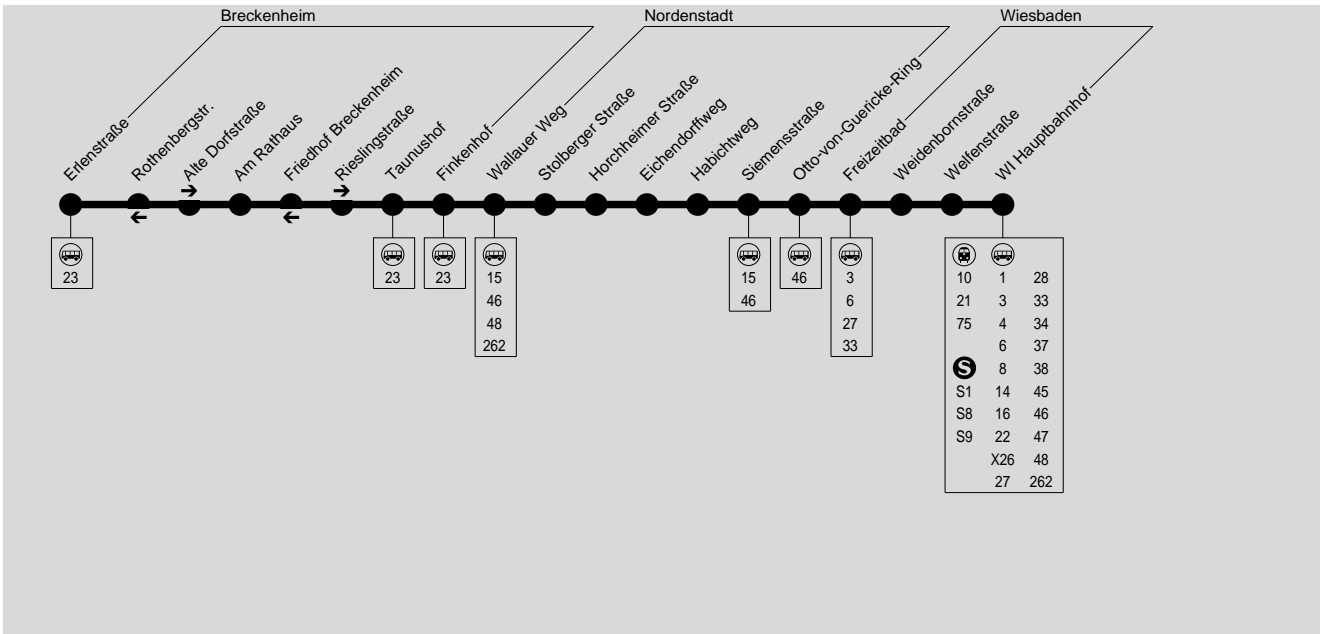 Breckenheim
Nordenstadt
Wiesbaden
Erlenstraße
Rothenbergstr.
Alte Dorfstraße
Am Rathaus
Friedhof Breckenheim
Rieslingstraße
Taunushof
Finkenhof
Wallauer Weg
Stolberger Straße
Horchheimer Straße
Eichendorffweg
Habichtweg
Siemensstraße
Otto-von-Guericke-Ring
Freizeitbad
Weidenbornstraße
Welfenstraße
WI Hauptbahnhof
23
23
23
15
46
48
262
15
46
46
3
6
27
33
10 1 28
21 3 33
75 4 34
6 37
S 8 38
S1 14 45
S8 16 46
S9 22 47
X26 48
27 262